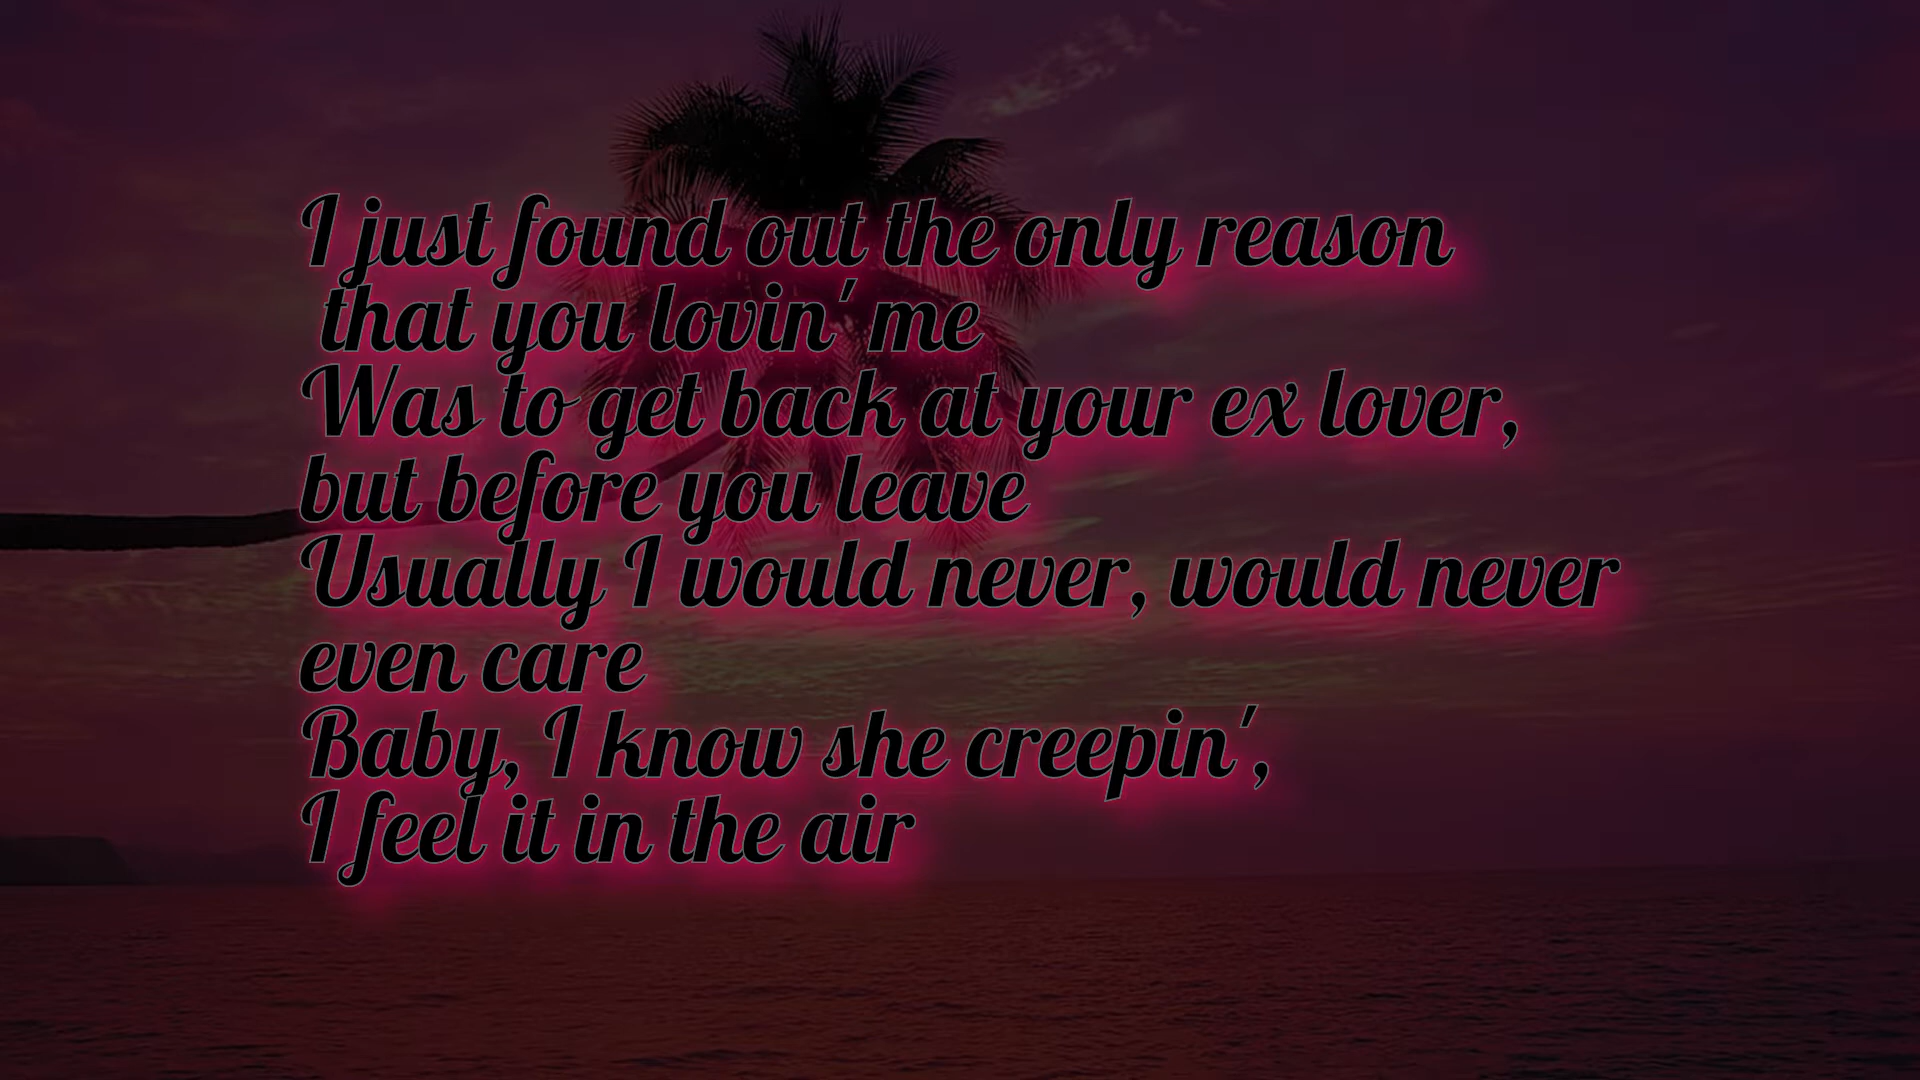 I just found out the only reason
that you lovin' me
Was to get back at your ex lover,
but before you leave
Usually I would never, would never
even care
Baby, I know she creepin',
I feel it in the air